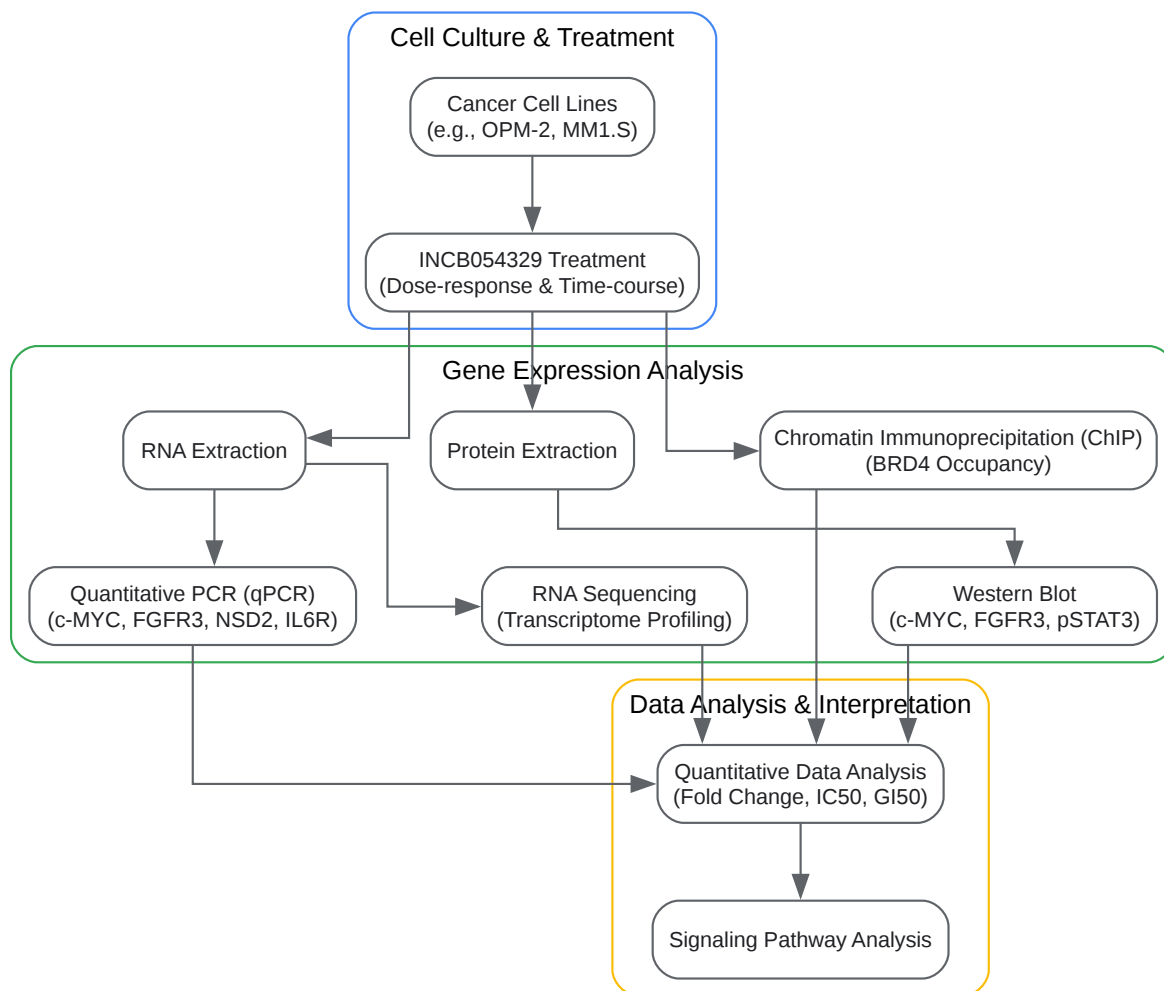 Cell Culture & Treatment
Cancer Cell Lines
(e.g., OPM-2, MM1.S)
INCB054329 Treatment
(Dose-response & Time-course)
Gene Expression Analysis
RNA Extraction
Protein Extraction
Chromatin Immunoprecipitation (ChIP)
(BRD4 Occupancy)
Quantitative PCR (qPCR)
(c-MYC, FGFR3, NSD2, IL6R)
RNA Sequencing
(Transcriptome Profiling)
Western Blot
(c-MYC, FGFR3, pSTAT3)
Data Analysis & Interpretation
Quantitative Data Analysis
(Fold Change, IC50, GI50)
Signaling Pathway Analysis